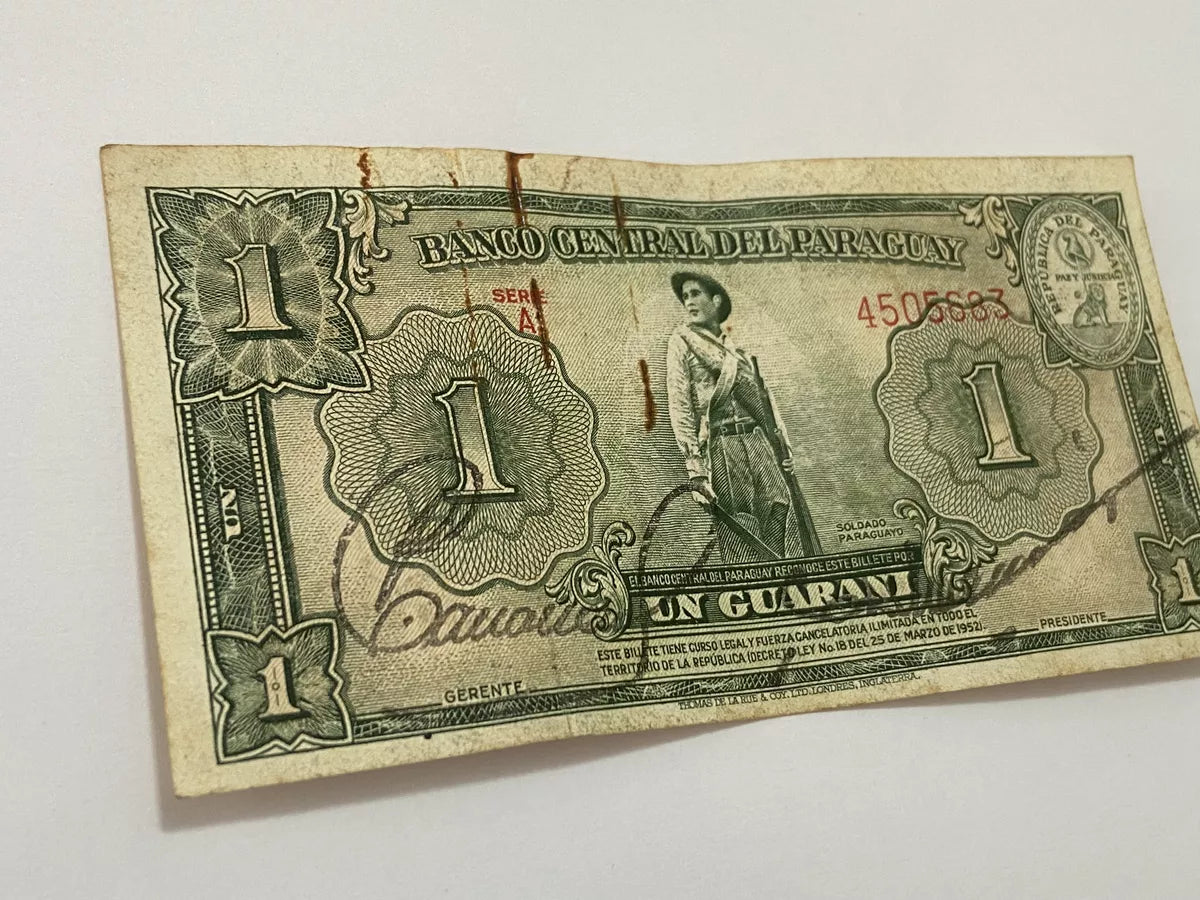 1
BANCO CENTRAL DEL PARAGUAY
REPUBLICA DEL PARAGUAY
PAZ Y JUSTICIA
SERIE
A
4505683
1
1
UN
SOLDADO
PARAGUAYO
EL BANCO CENTRAL DEL PARAGUAY RECONOCE ESTE BILLETE POR
UN GUARANI
ESTE BILLETE TIENE CURSO LEGAL Y FUERZA CANCELATORIA ILIMITADA EN TODO EL
TERRITORIO DE LA REPÚBLICA (DECRETO LEY No. 18 DEL 25 DE MARZO DE 1952).
GERENTE
PRESIDENTE
1
1
THOMAS DE LA RUE & COY, LTD, LONDRES, INGLATERRA.